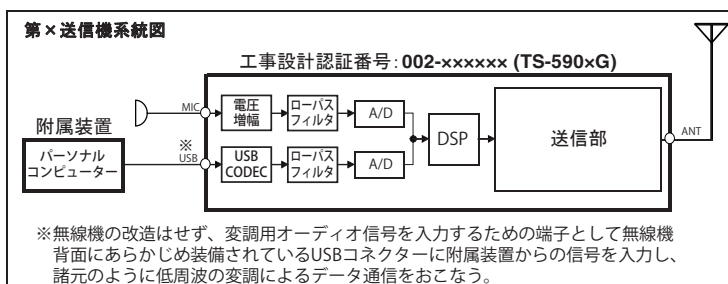 第×送信機系統図
工事設計認証番号：002-×××××× (TS-590×G)
MIC
電圧
増幅
ローパス
フィルタ
A/D
附属装置
パーソナル
コンピューター
※
USB
USB
CODEC
ローパス
フィルタ
A/D
DSP
送信部
ANT
※無線機の改造はせず、変調用オーディオ信号を入力するための端子として無線機
背面にあらかじめ装備されているUSBコネクターに附属装置からの信号を入力し、
諸元のように低周波の変調によるデータ通信をおこなう。